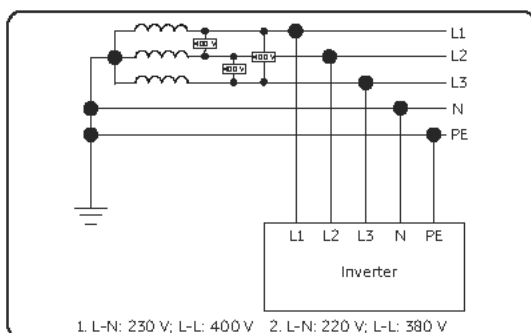 L1
400 V
L2
400 V
400 V
L3
N
PE
L1 L2 L3 N PE
Inverter
1. L-N: 230 V; L-L: 400 V 2. L-N: 220 V; L-L: 380 V